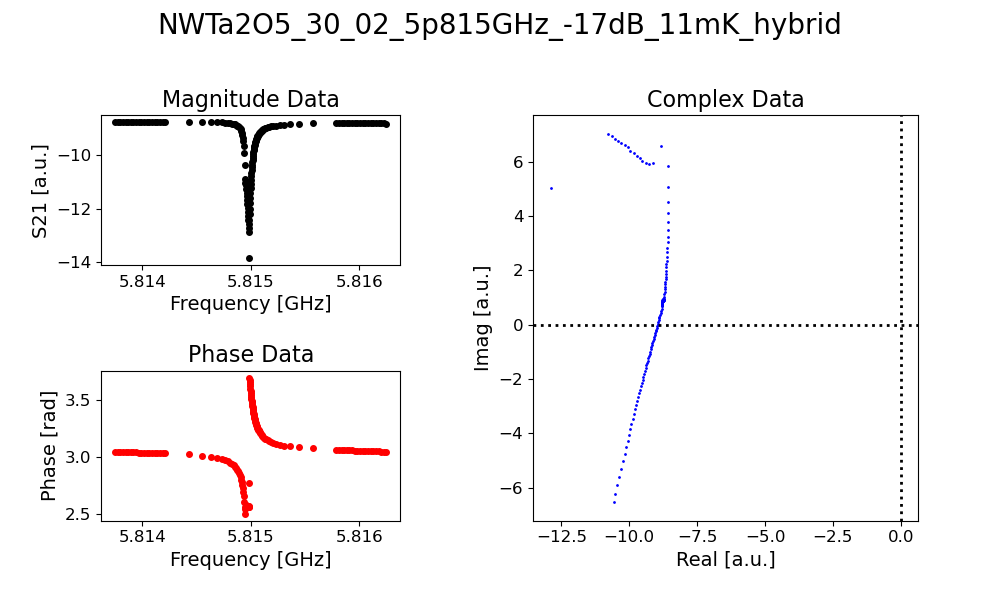 NWTa2O5_30_02_5p815GHz_-17dB_11mK_hybrid
Magnitude Data
S21 [a.u.]
−10
−12
−14
5.814 5.815 5.816
Frequency [GHz]
Phase Data
Phase [rad]
3.5
3.0
2.5
5.814 5.815 5.816
Frequency [GHz]
Complex Data
Imag [a.u.]
6
4
2
0
−2
−4
−6
−12.5 −10.0 −7.5 −5.0 −2.5 0.0
Real [a.u.]